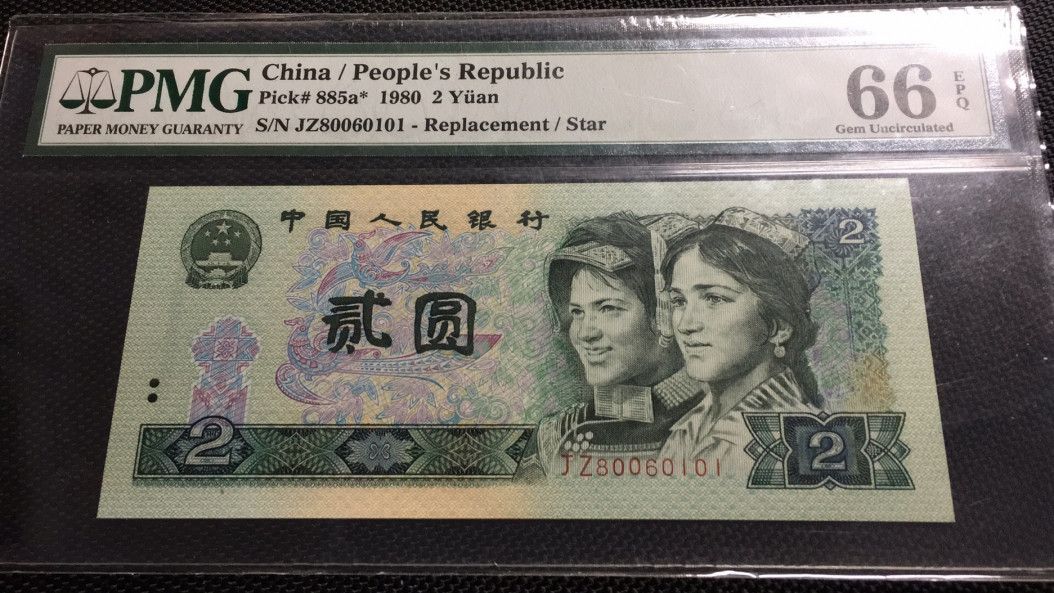 PMG
PAPER MONEY GUARANTY
China / People's Republic
Pick# 885a* 1980 2 Yüan
S/N JZ80060101 - Replacement / Star
66 EPQ
Gem Uncirculated
中国人民银行
2
贰圆
2
JZ80060101
2